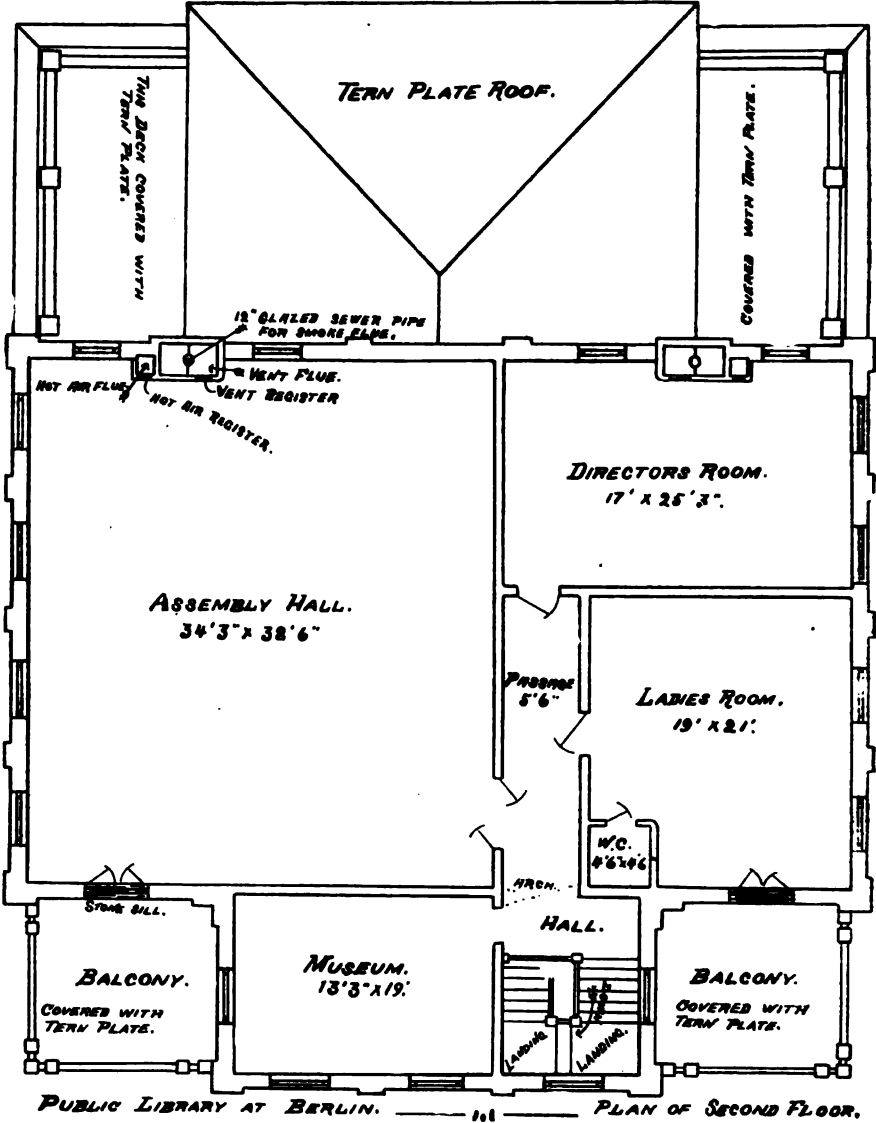 TERN PLATE ROOF.
THIS DECK COVERED WITH
TERN PLATE.
COVERED WITH TERN PLATE.
12" GLAZED SEWER PIPE
FOR SMOKE FLUE.
VENT FLUE.
VENT REGISTER
HOT AIR FLUE
HOT AIR REGISTER.
DIRECTORS ROOM.
17' X 25'3".
ASSEMBLY HALL.
34'3" X 32'6"
PASSAGE
5'6"
LADIES ROOM.
19' X 21'.
W.C.
4'6"X4'6
ARCH.
HALL.
STONE SILL.
BALCONY.
COVERED WITH
TERN PLATE.
MUSEUM.
13'3" X 19'.
LANDING
LANDING.
BALCONY.
COVERED WITH
TERN PLATE.
PUBLIC LIBRARY AT BERLIN.
PLAN OF SECOND FLOOR.